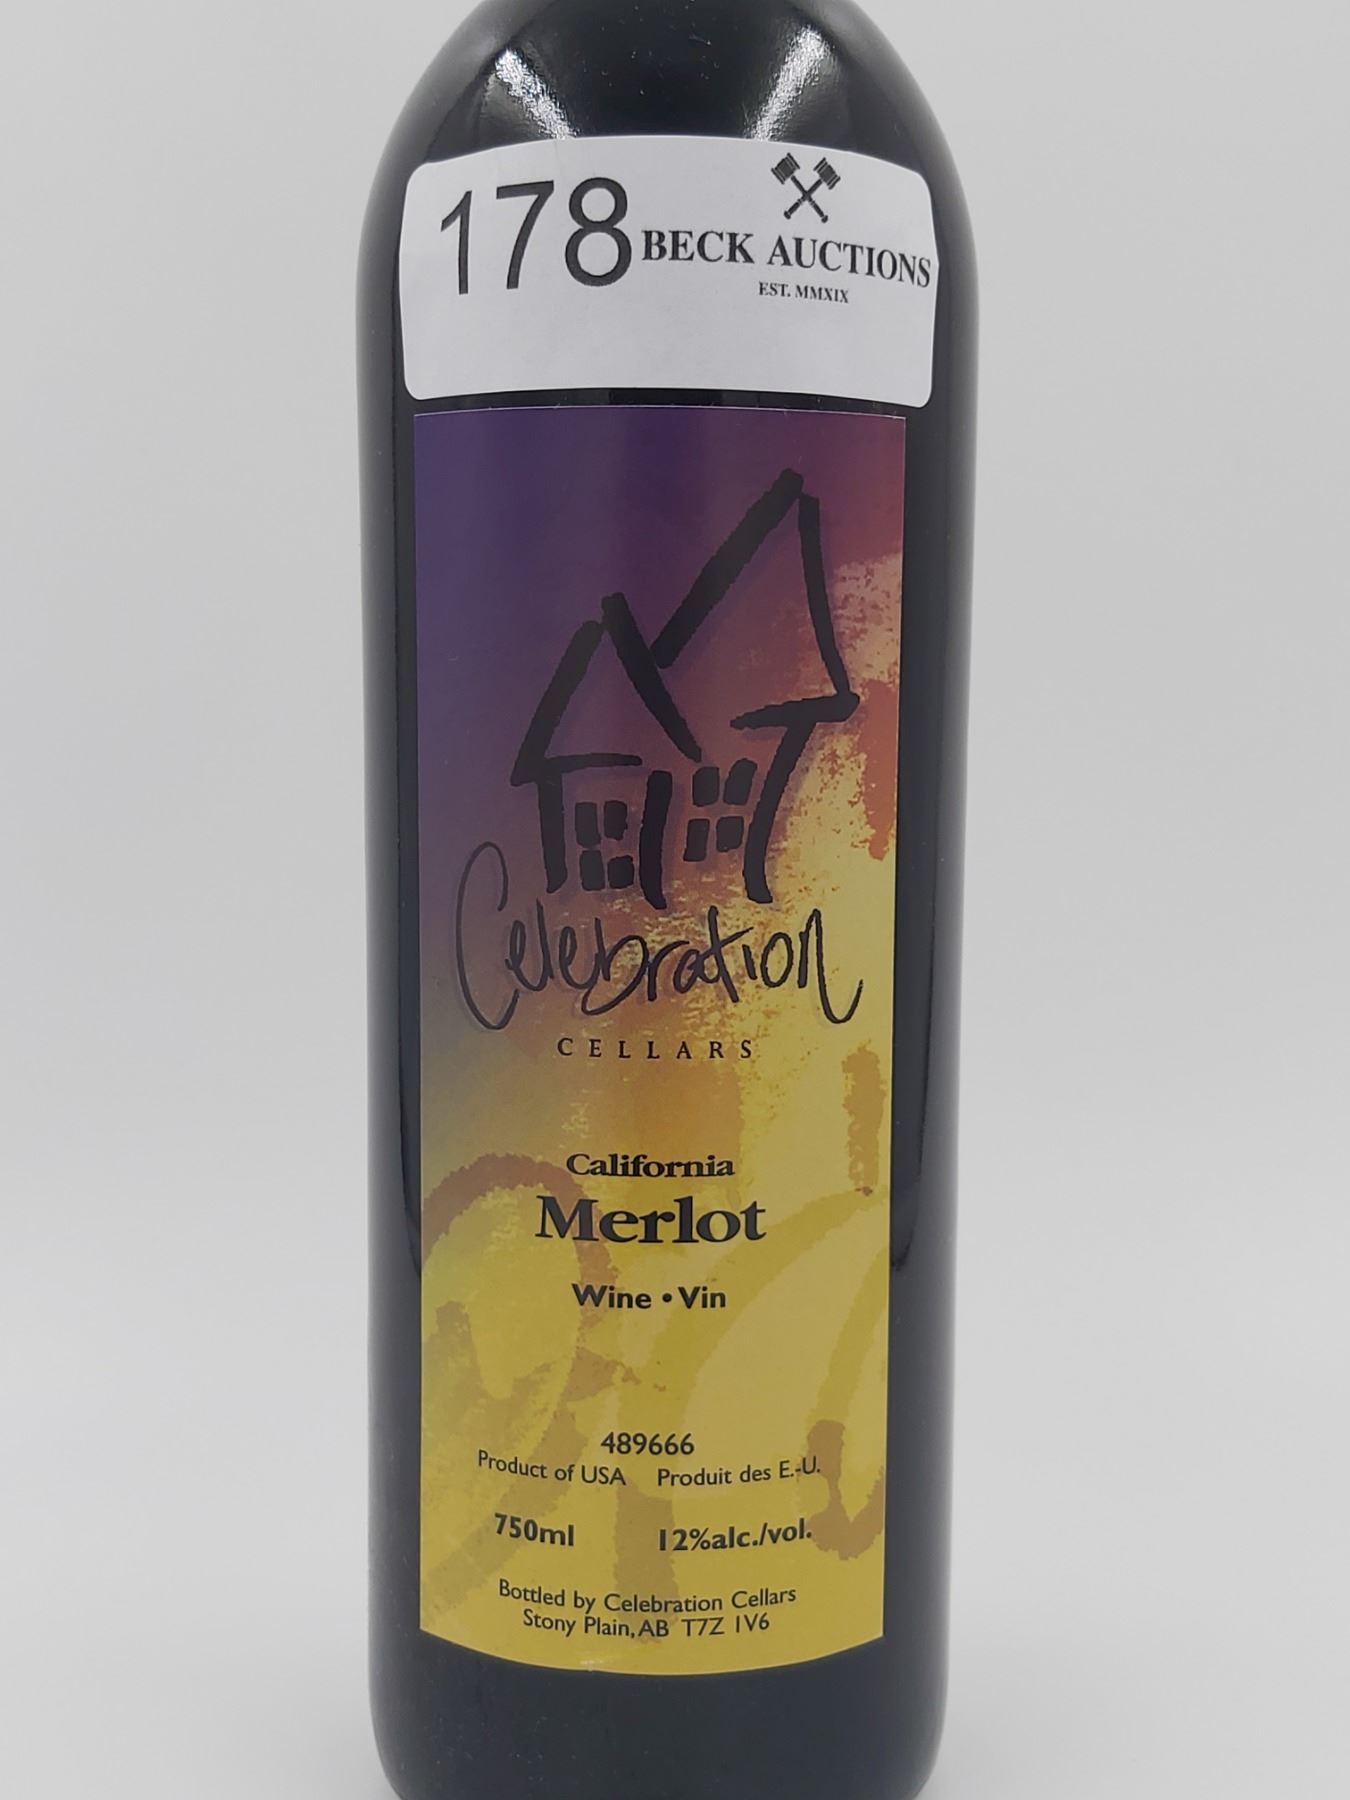 178
BECK AUCTIONS
EST. MMXIX
Celebration
CELLARS
California
Merlot
Wine • Vin
489666
Product of USA Produit des E.-U.
750ml 12%alc./vol.
Bottled by Celebration Cellars
Stony Plain, AB T7Z 1V6